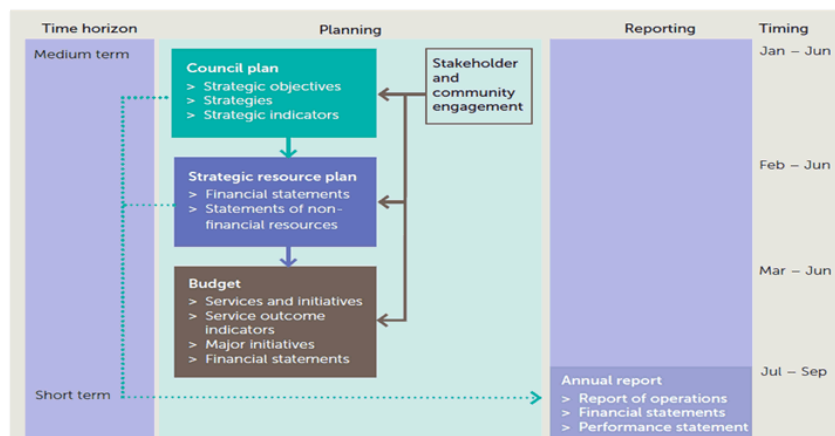 Time horizon
Planning
Reporting
Timing
Medium term
Jan – Jun
Council plan
> Strategic objectives
> Strategies
> Strategic indicators
Stakeholder
and
community
engagement
Strategic resource plan
> Financial statements
> Statements of non-
financial resources
Feb – Jun
Budget
> Services and initiatives
> Service outcome
indicators
> Major initiatives
> Financial statements
Mar – Jun
Short term
Annual report
> Report of operations
> Financial statements
> Performance statement
Jul – Sep